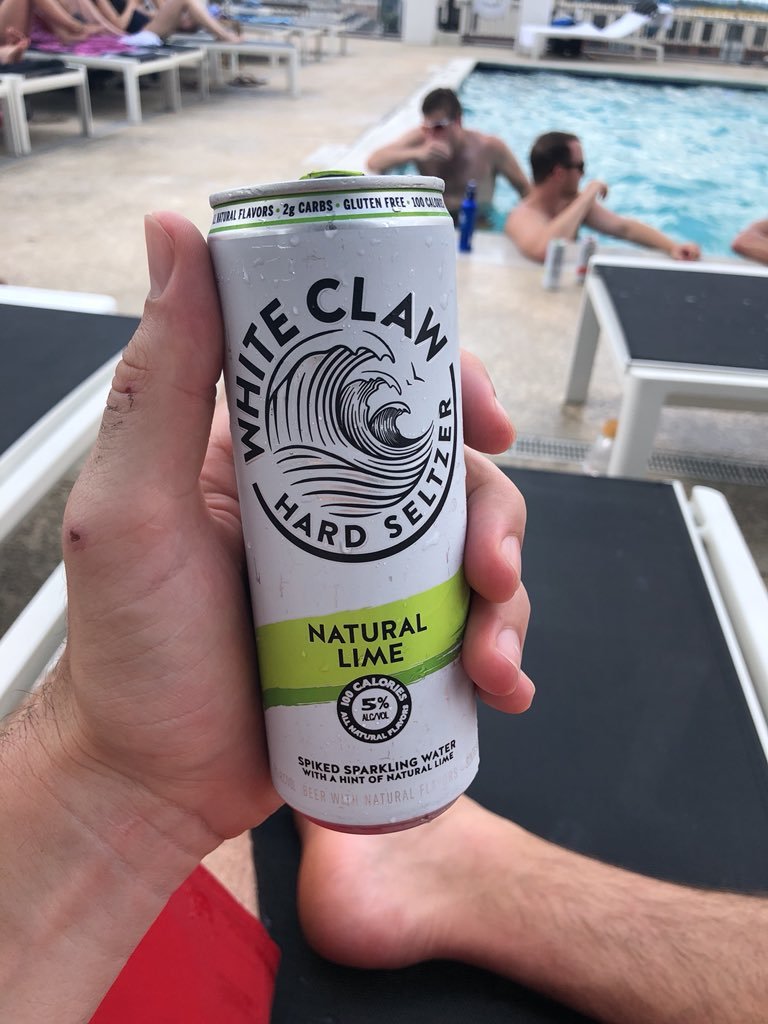 L NATURAL FLAVORS • 2g CARBS • GLUTEN FREE • 100 CALORIES
WHITE CLAW
HARD SELTZER
NATURAL
LIME
100 CALORIES
5%
ALC/VOL
ALL NATURAL FLAVORS
SPIKED SPARKLING WATER
WITH A HINT OF NATURAL LIME
BEER WITH NATURAL FLAVORS